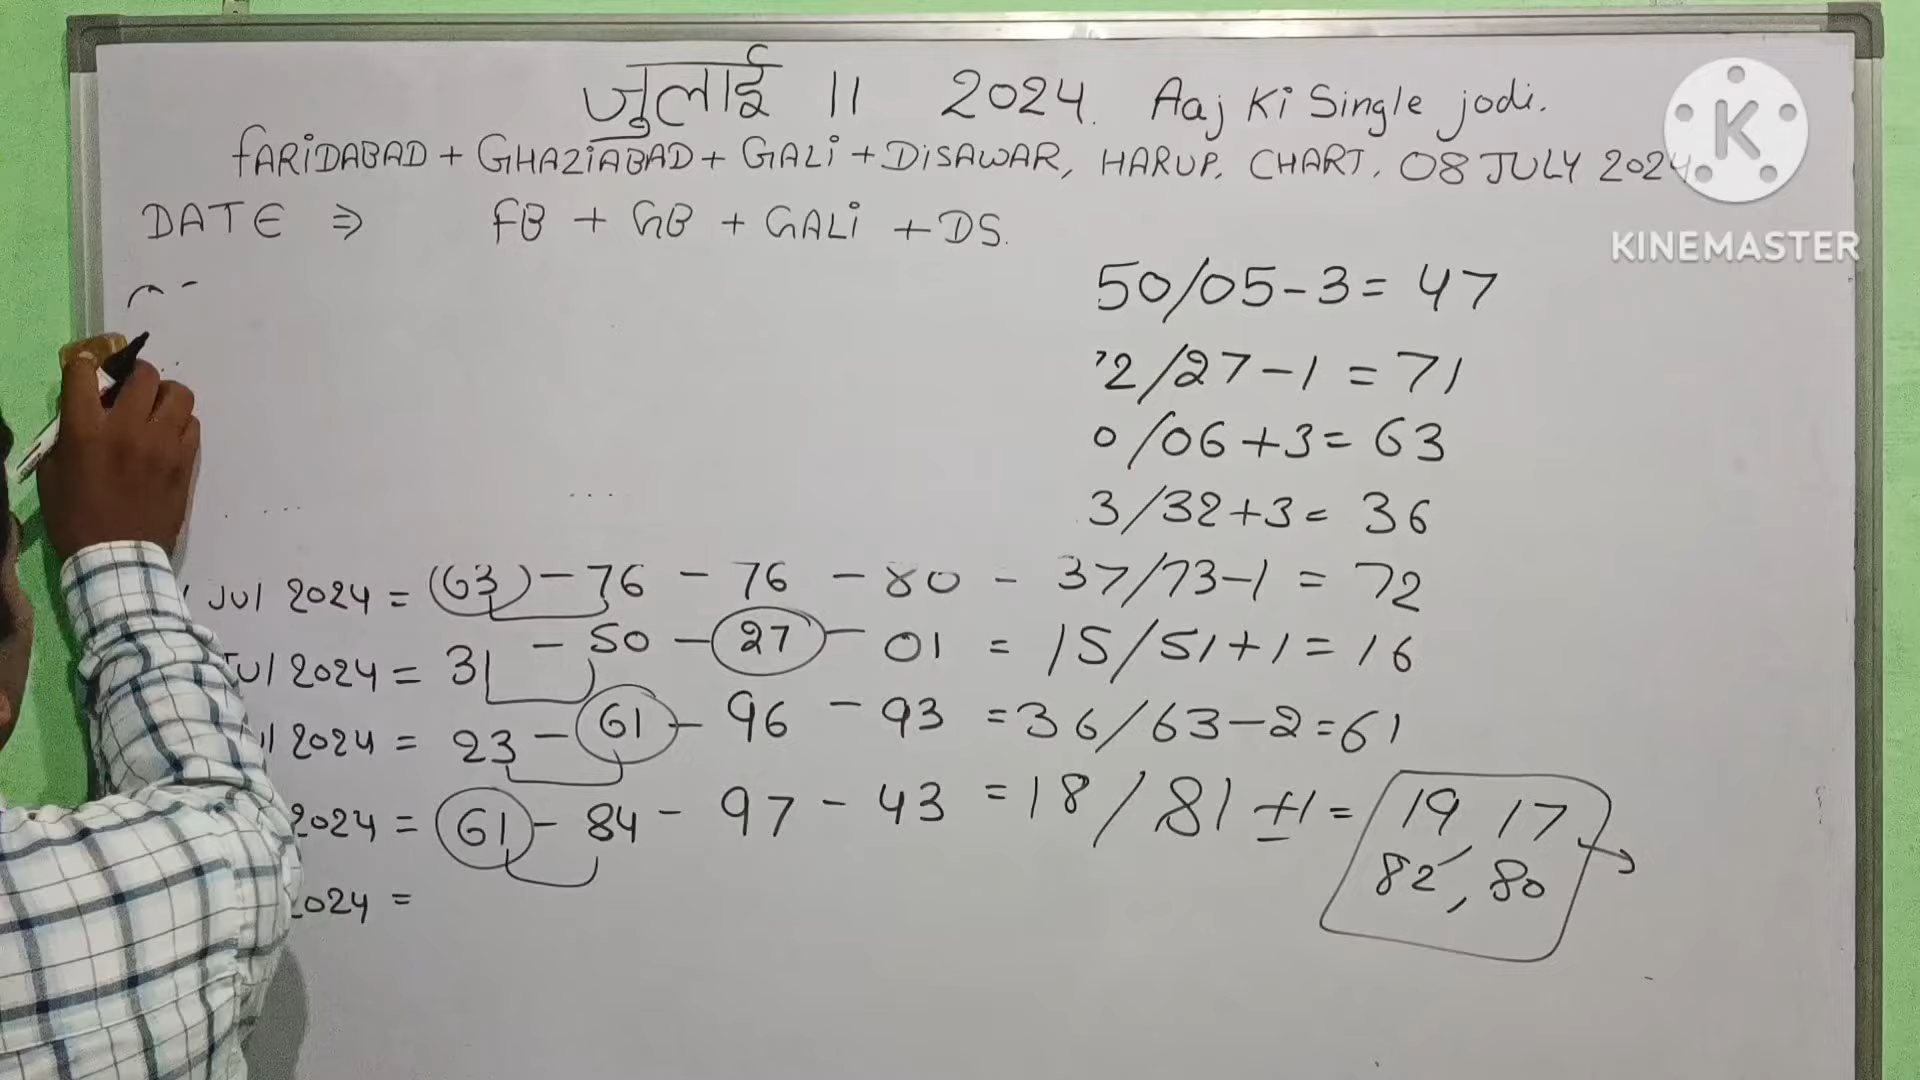 जुलाई 11 2024. Aaj Ki Single jodi.
FARIDABAD + GHAZIABAD + GALI + DISAWAR, HARUP, CHART, 08 JULY 2024
K
KINEMASTER
DATE ⇒ FB + GB + GALI + DS.
50/05-3 = 47
2/27-1 = 71
0/06+3 = 63
3/32+3 = 36
Jul 2024 = (63) - 76 - 76 - 80 - 37/73-1 = 72
Jul 2024 = 31 - 50 - 27 - 01 = 15/51+1 = 16
2024 = 23 - 61 - 96 - 93 = 36/63-2=61
2024 = 61 - 84 - 97 - 43 = 18/81±1= 19 17
82, 80
2024 =